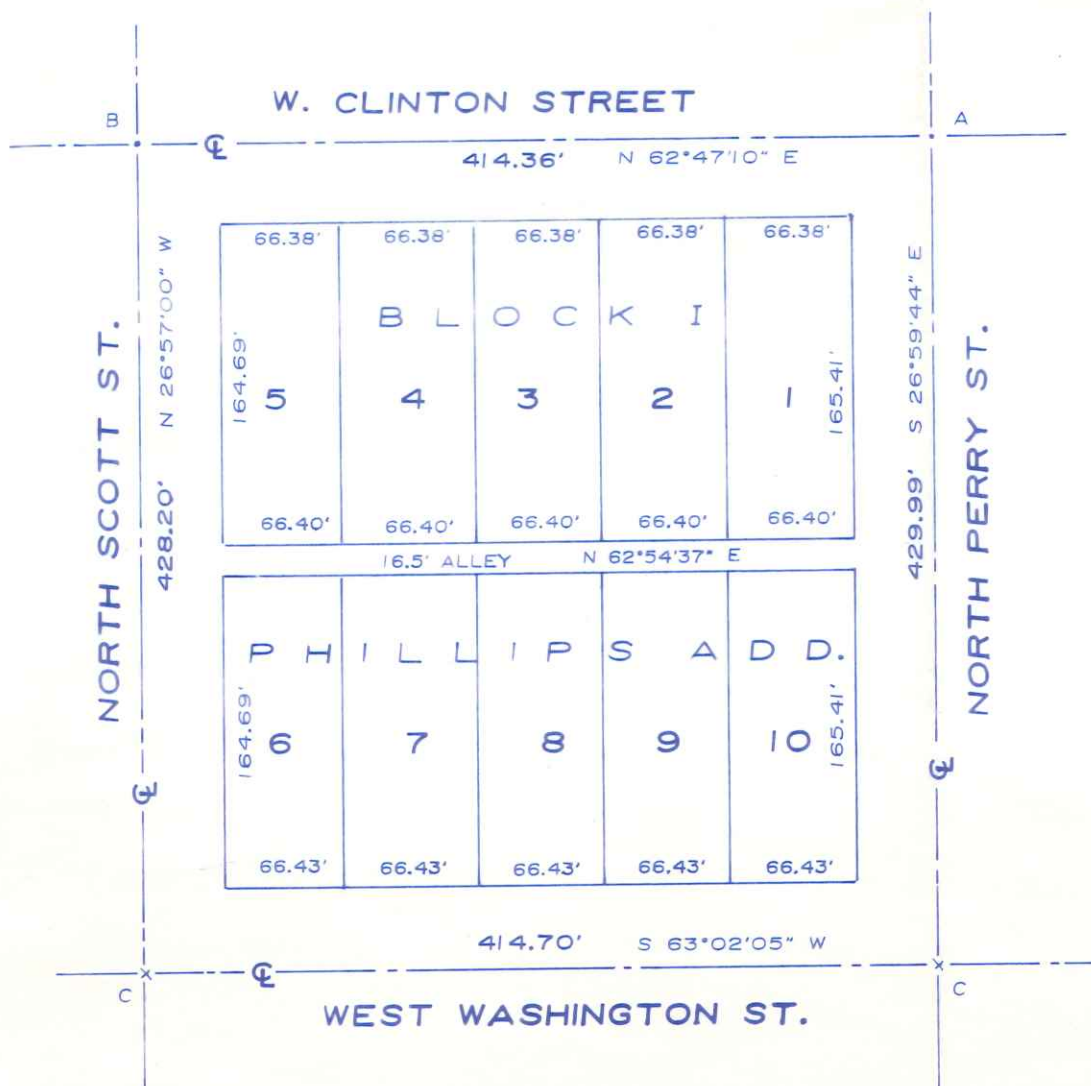 W. CLINTON STREET
B
A
℄
414.36' N 62°47'10" E
66.38' 66.38' 66.38' 66.38' 66.38'
N 26°57'00" W
428.20'
NORTH SCOTT ST.
S 26°59'44" E
429.99'
NORTH PERRY ST.
BLOCK I
164.69'
5 4 3 2 1
165.41'
66.40' 66.40' 66.40' 66.40' 66.40'
16.5' ALLEY N 62°54'37" E
PHILLIPS ADD.
164.69'
6 7 8 9 10
165.41'
℄
℄
66.43' 66.43' 66.43' 66.43' 66.43'
414.70' S 63°02'05" W
℄
C
C
WEST WASHINGTON ST.